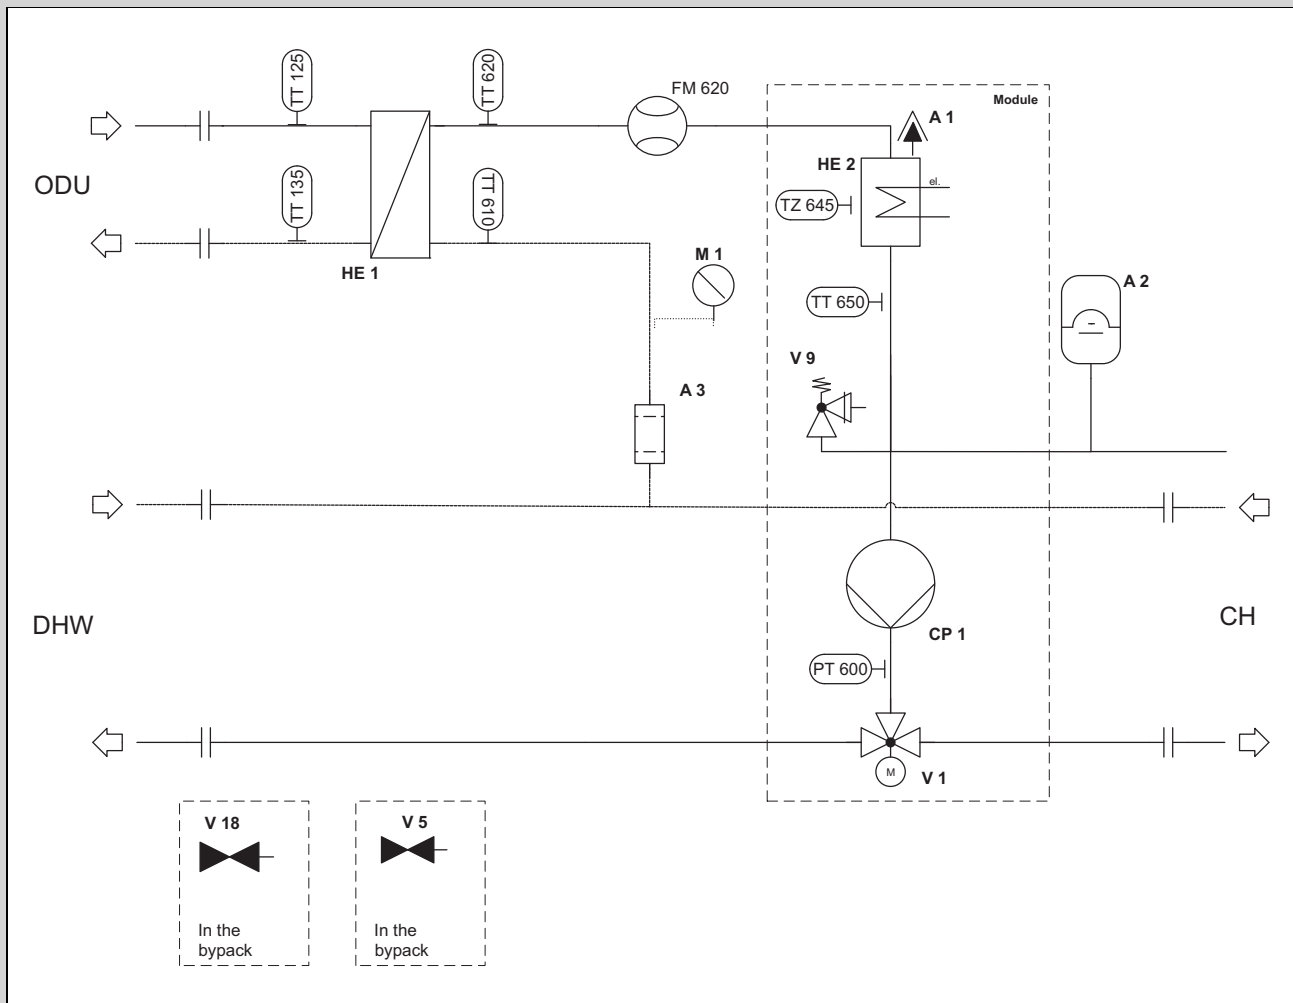 TT 125
TT 620
FM 620
Module
A 1
HE 2
el.
ODU
TT 135
TT 610
TZ 645
HE 1
M 1
TT 650
A 2
V 9
A 3
DHW
CH
CP 1
PT 600
M
V 1
V 18
V 5
In the
bypack
In the
bypack